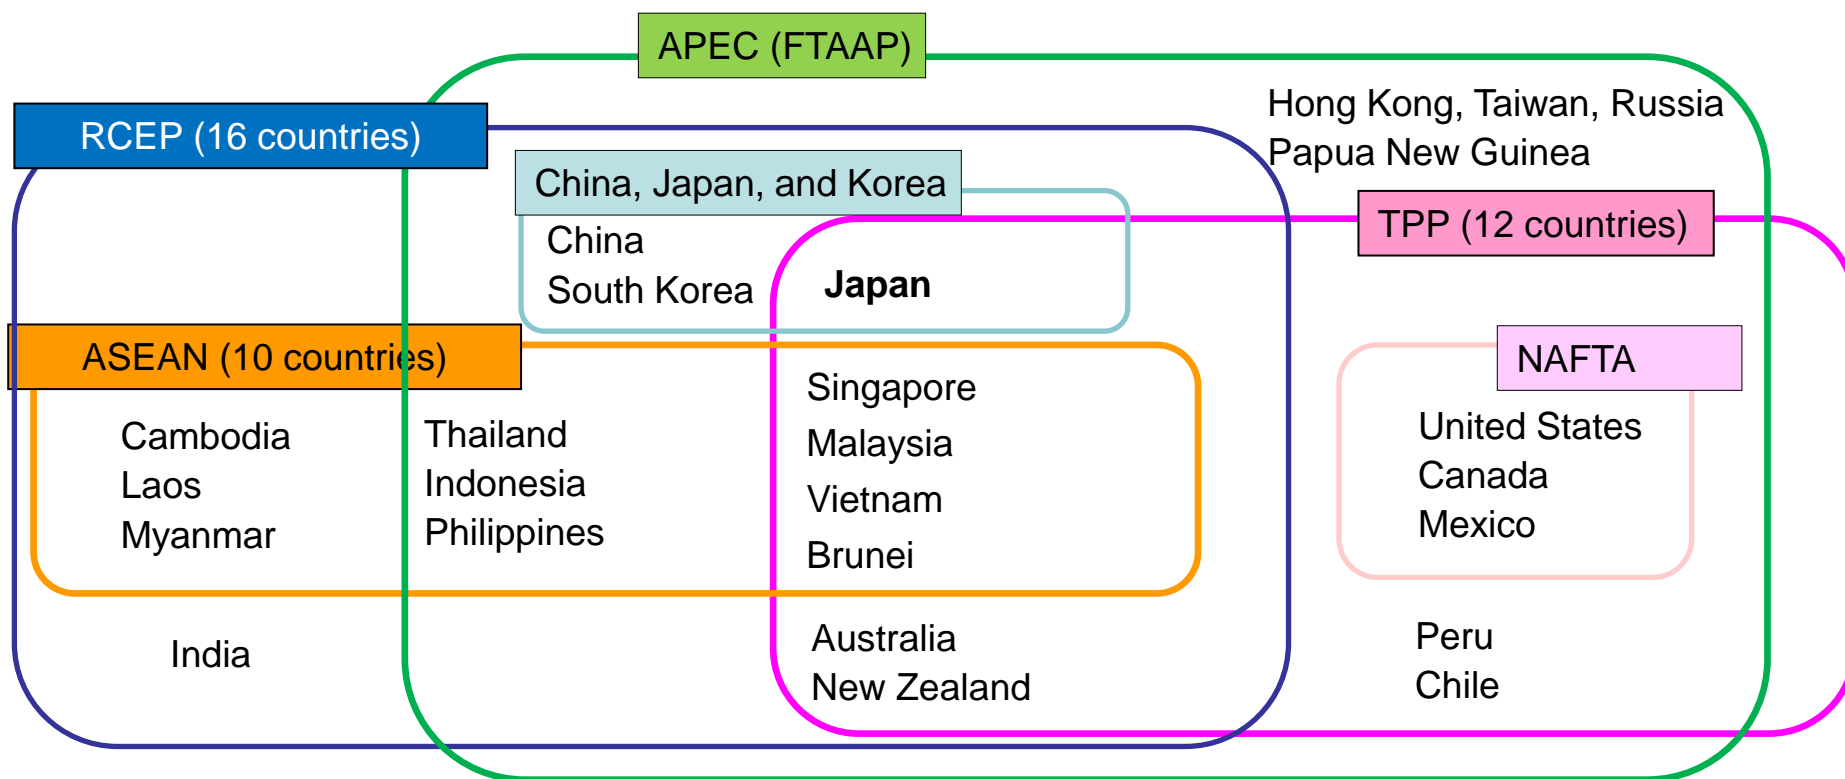 APEC (FTAAP)
Hong Kong, Taiwan, Russia
Papua New Guinea
RCEP (16 countries)
China, Japan, and Korea
TPP (12 countries)
China
South Korea
Japan
ASEAN (10 countries)
NAFTA
Cambodia
Laos
Myanmar
Thailand
Indonesia
Philippines
Singapore
Malaysia
Vietnam
Brunei
United States
Canada
Mexico
India
Australia
New Zealand
Peru
Chile